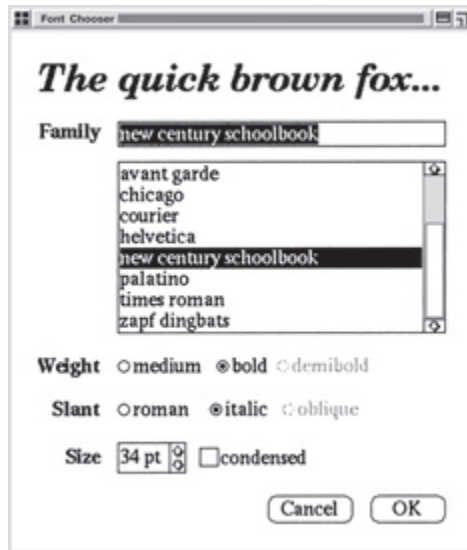 Font Chooser
The quick brown fox...
Family new century schoolbook
avant garde
chicago
courier
helvetica
new century schoolbook
palatino
times roman
zapf dingbats
Weight medium bold demibold
Slant roman italic oblique
Size 34 pt condensed
Cancel OK